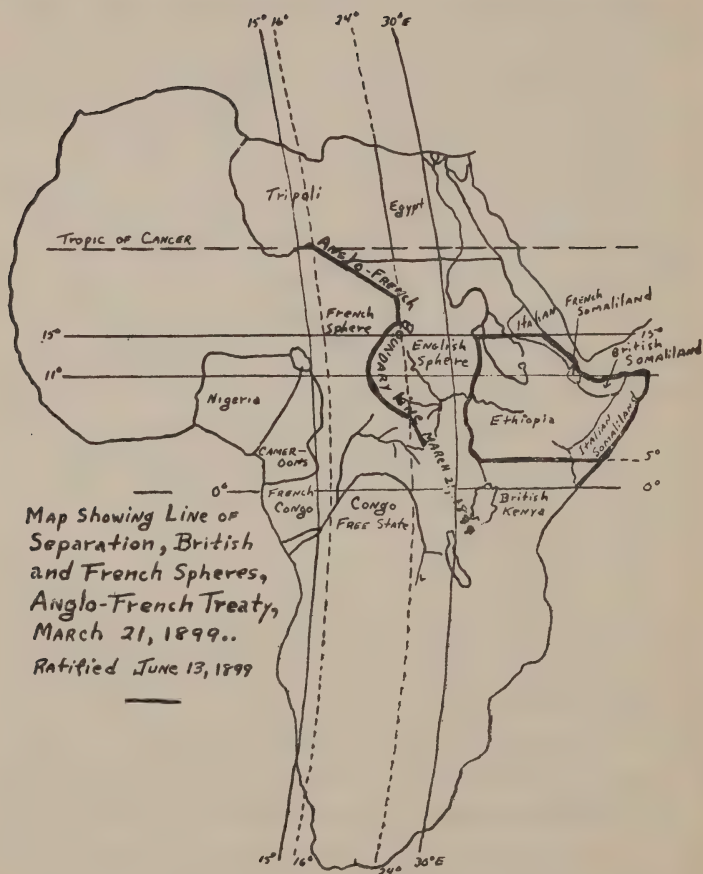 15° 16° 24° 30°E
Tripoli
Egypt
TROPIC OF CANCER
ANGLO-FRENCH BOUNDARY LINE MARCH 21, 1899
French
Sphere
English
Sphere
ITALIAN
FRENCH
SOMALILAND
BRITISH
SOMALILAND
15° 15°
11°
Nigeria
CAMER-
OONS
Ethiopia
ITALIAN
SOMALILAND
5°
0° 0°
FRENCH
CONGO
CONGO
FREE STATE
British
Kenya
MAP Showing LINE OF
Separation, British
and French Spheres,
Anglo-French Treaty,
MARCH 21, 1899..
Ratified JUNE 13, 1899
15° 16° 24° 30°E